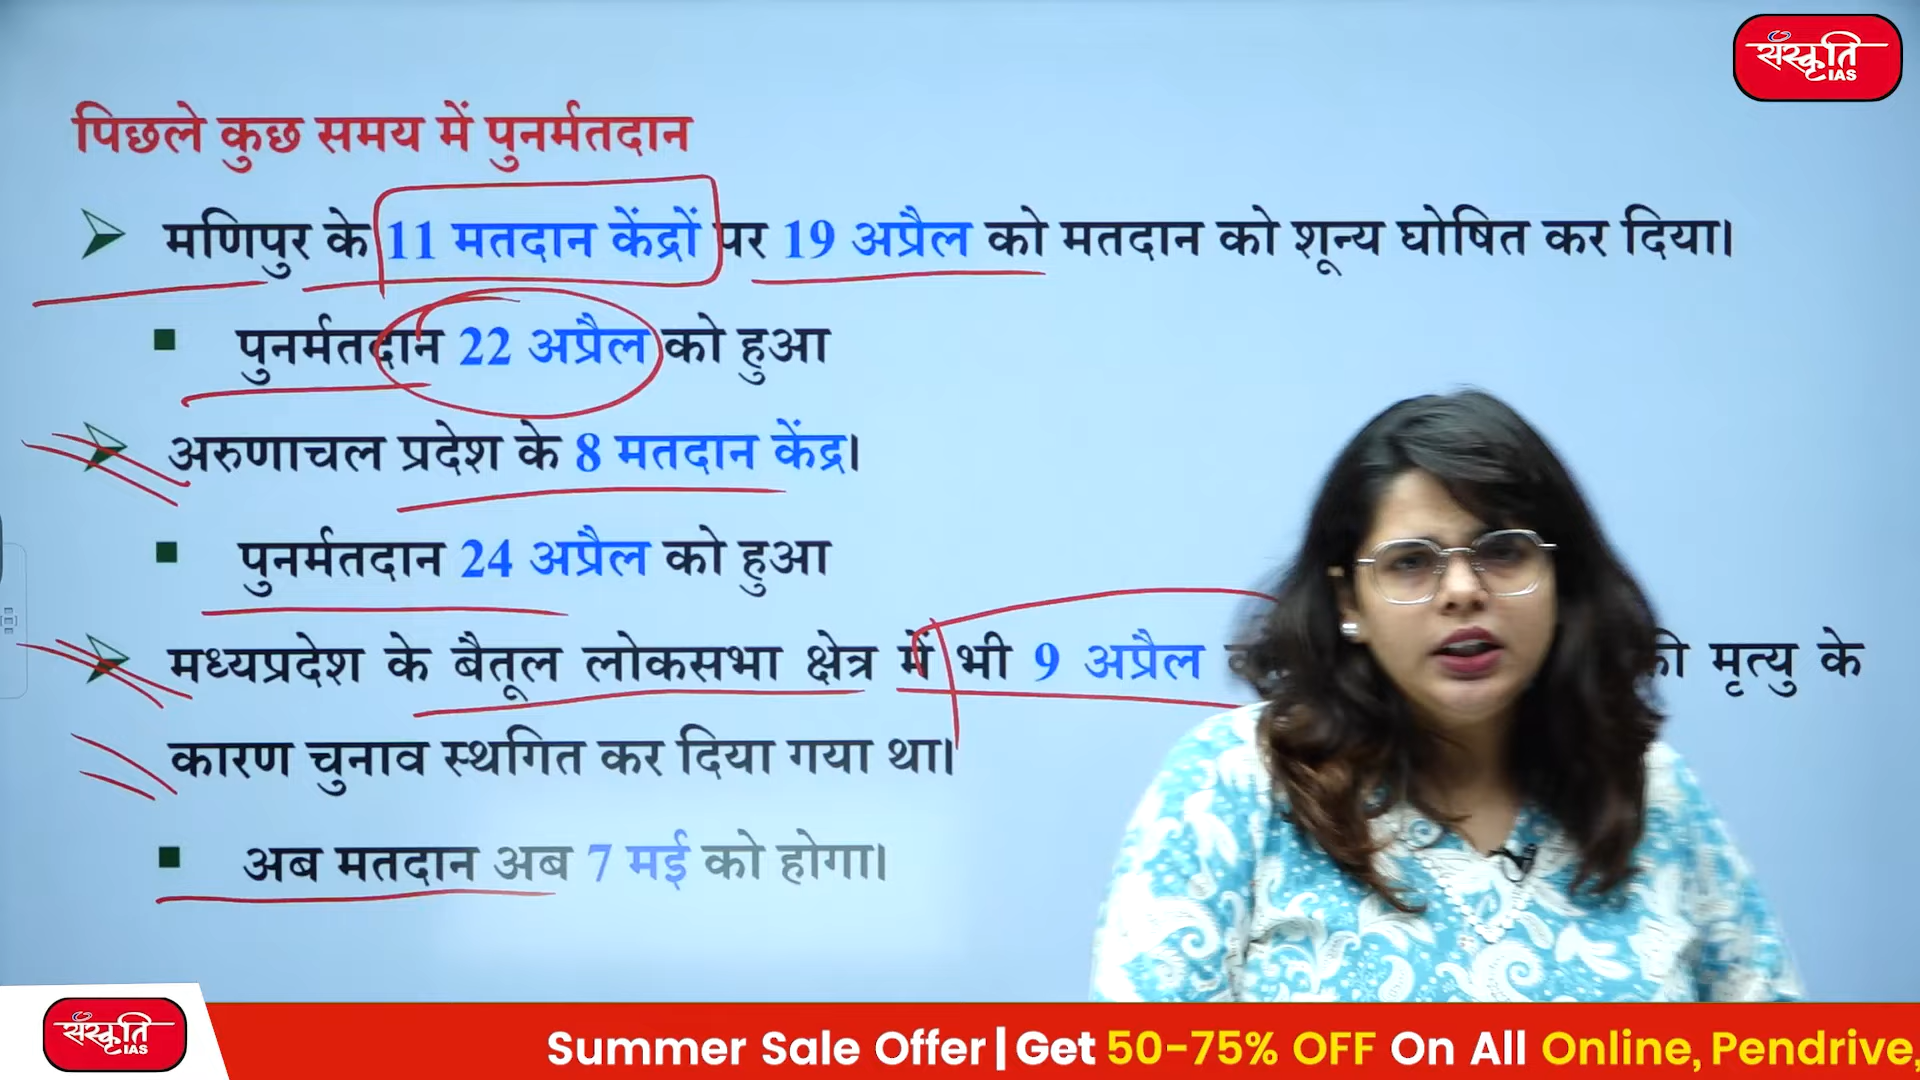 संस्कृति
IAS
पिछले कुछ समय में पुनर्मतदान
मणिपुर के 11 मतदान केंद्रों पर 19 अप्रैल को मतदान को शून्य घोषित कर दिया।
पुनर्मतदान 22 अप्रैल को हुआ
अरुणाचल प्रदेश के 8 मतदान केंद्र।
पुनर्मतदान 24 अप्रैल को हुआ
मध्यप्रदेश के बैतूल लोकसभा क्षेत्र में भी 9 अप्रैल की मृत्यु के
कारण चुनाव स्थगित कर दिया गया था।
अब मतदान अब 7 मई को होगा।
संस्कृति
IAS
Summer Sale Offer | Get 50-75% OFF On All Online, Pendrive,